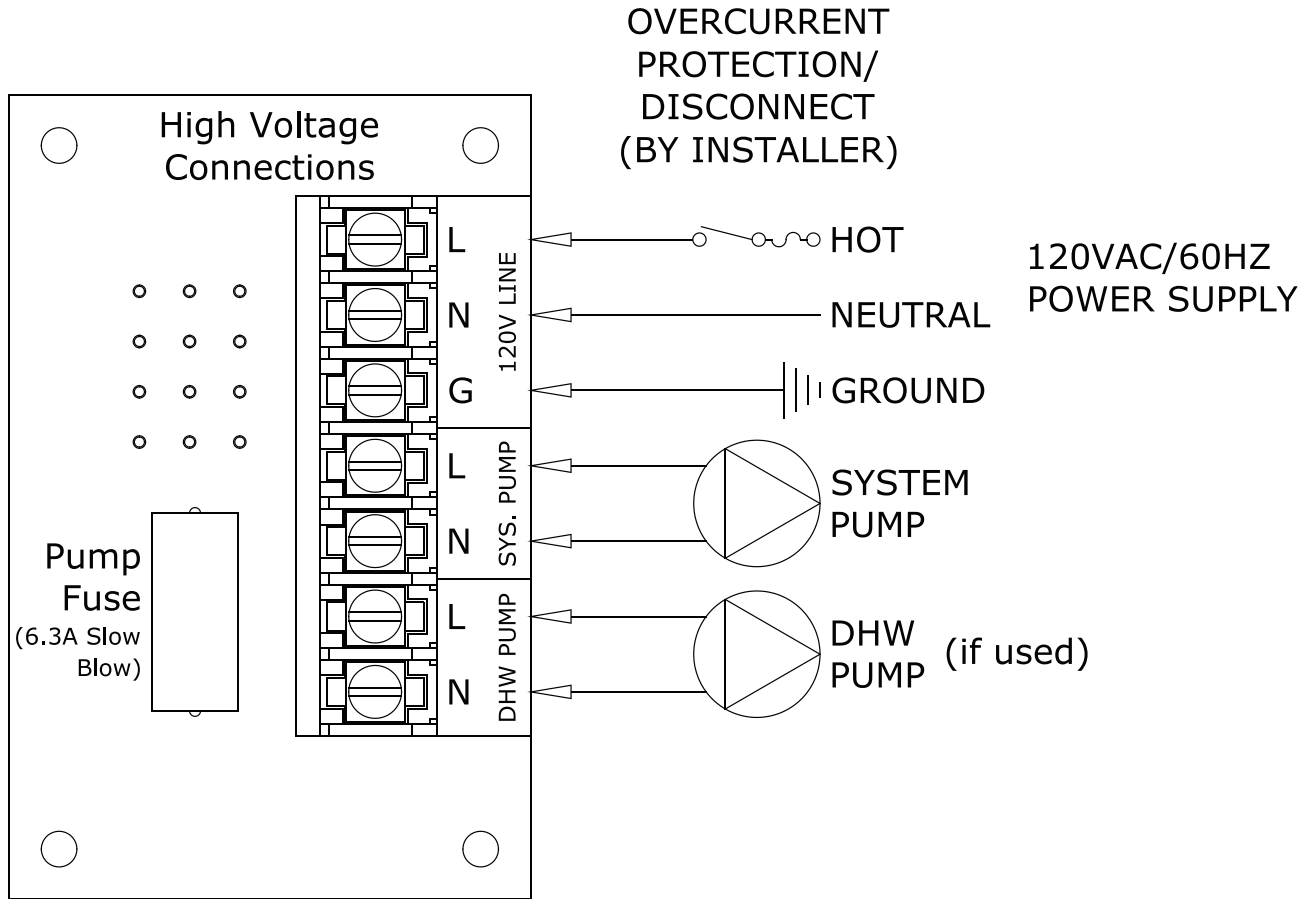 OVERCURRENT
PROTECTION/
DISCONNECT
(BY INSTALLER)
High Voltage
Connections
L
N
G
120V LINE
HOT
NEUTRAL
GROUND
120VAC/60HZ
POWER SUPPLY
L
N
SYS. PUMP
SYSTEM
PUMP
L
N
DHW PUMP
DHW
PUMP
(if used)
Pump
Fuse
(6.3A Slow
Blow)